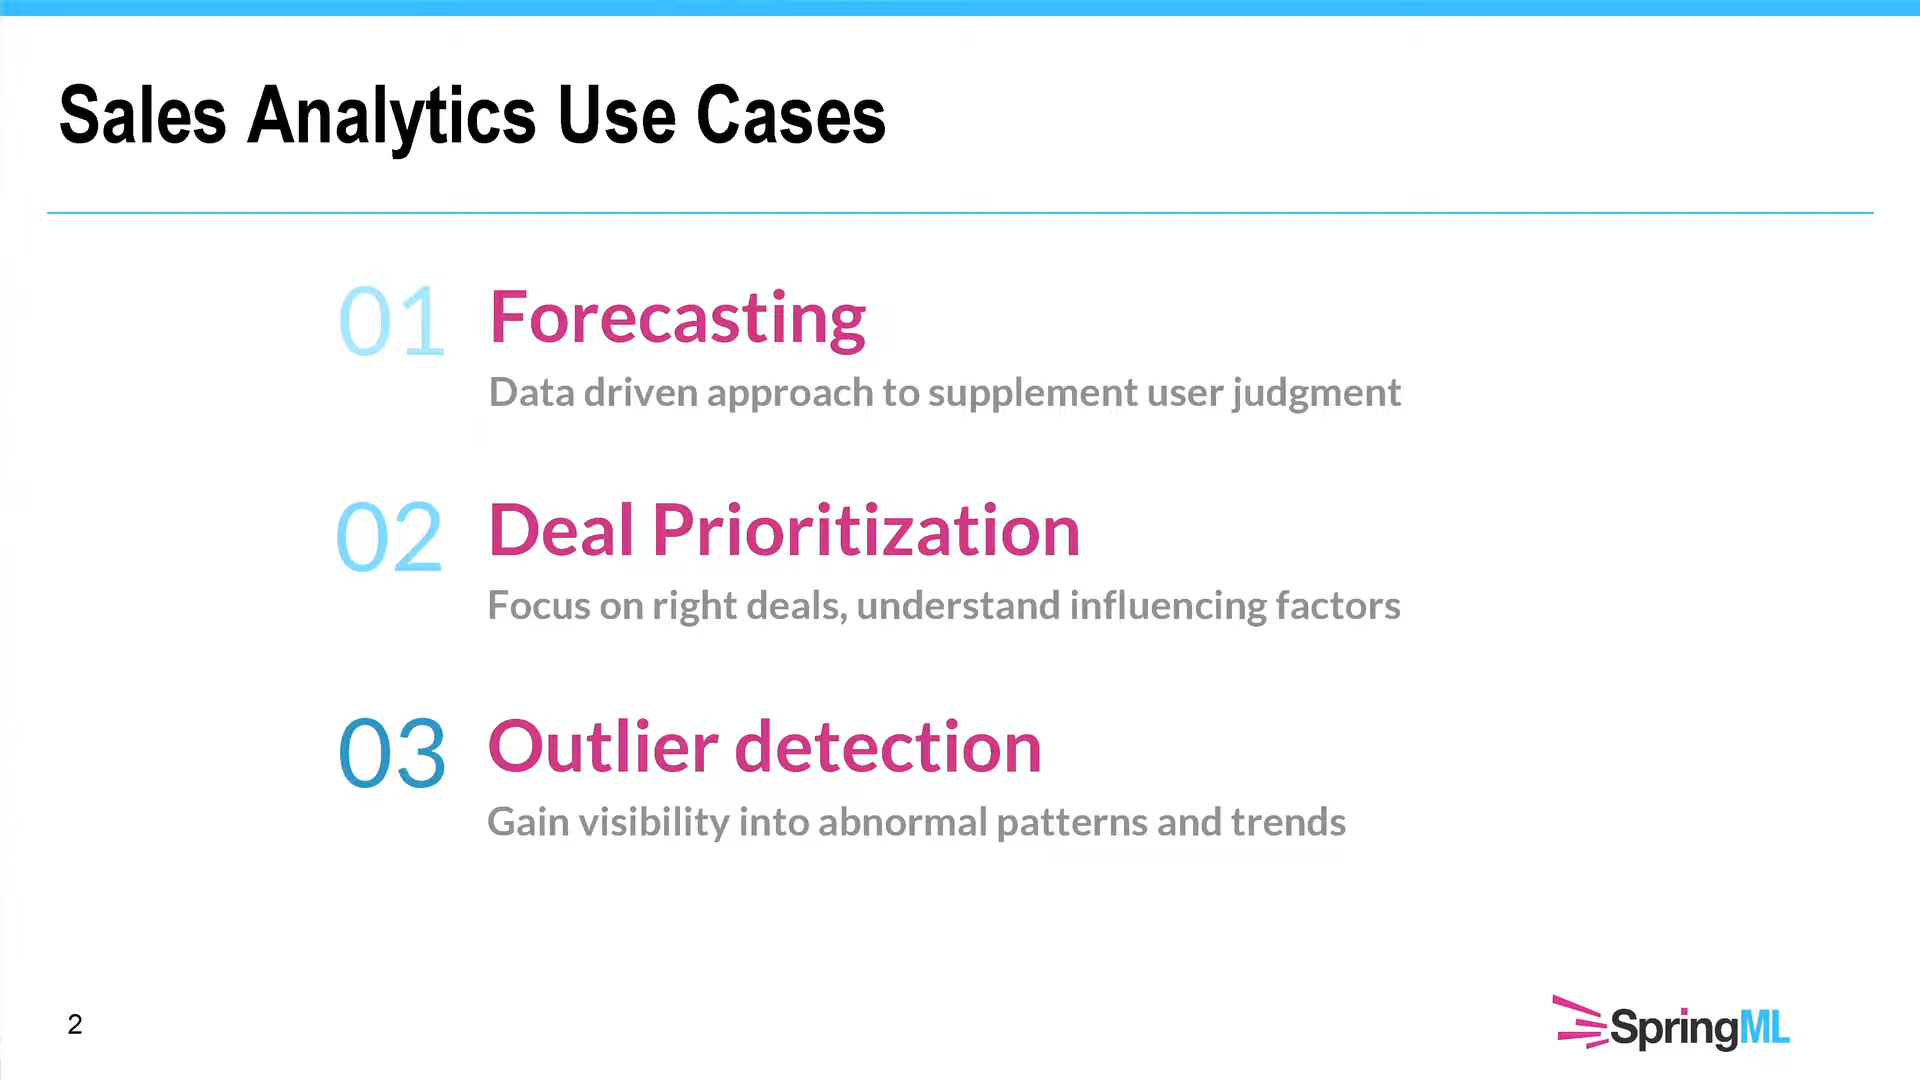 Sales Analytics Use Cases
01 Forecasting
Data driven approach to supplement user judgment
02 Deal Prioritization
Focus on right deals, understand influencing factors
03 Outlier detection
Gain visibility into abnormal patterns and trends
2
SpringML